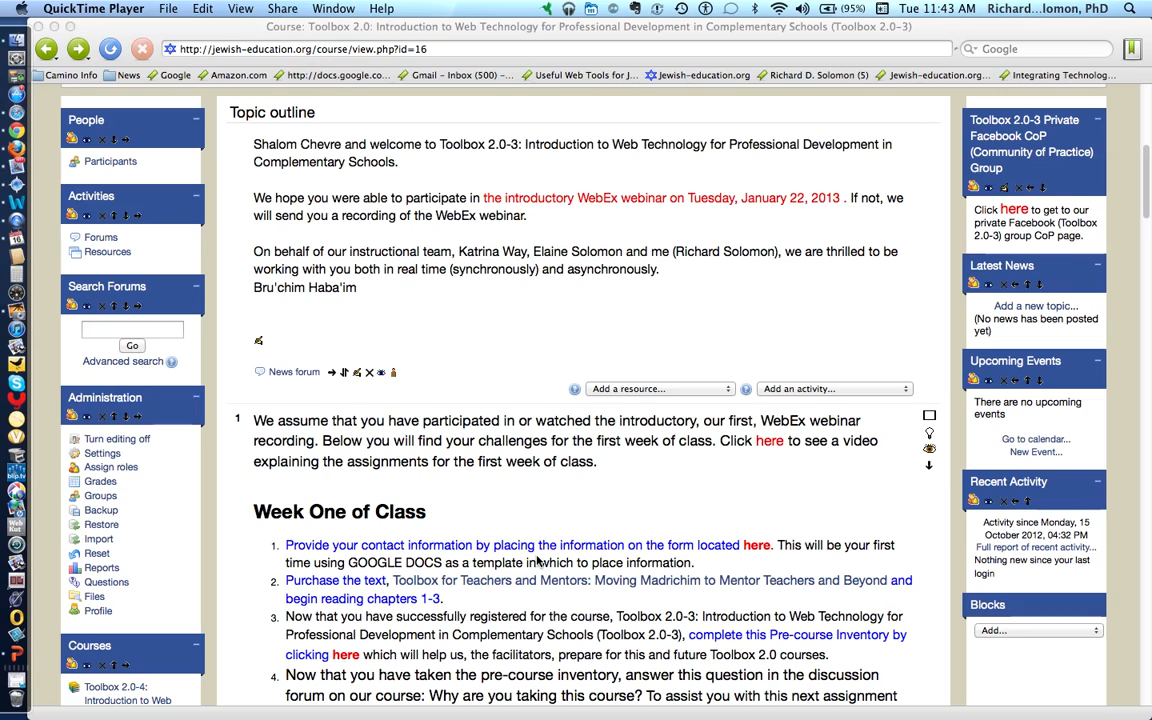 QuickTime Player File Edit View Share Window Help
(95%) Tue 11:43 AM Richard...lomon, PhD
Course: Toolbox 2.0: Introduction to Web Technology for Professional Development in Complementary Schools (Toolbox 2.0-3)
http://jewish-education.org/course/view.php?id=16
Google
Camino Info News Google Amazon.com http://docs.google.co... Gmail - Inbox (500) –... Useful Web Tools for J... Jewish-education.org Richard D. Solomon (5) Jewish-education.org... Integrating Technolog...
People
Participants
Activities
Forums
Resources
Search Forums
Go
Advanced search
Administration
Turn editing off
Settings
Assign roles
Grades
Groups
Backup
Restore
Import
Reset
Reports
Questions
Files
Profile
Courses
Toolbox 2.0-4:
Introduction to Web
Topic outline
Shalom Chevre and welcome to Toolbox 2.0-3: Introduction to Web Technology for Professional Development in
Complementary Schools.
We hope you were able to participate in the introductory WebEx webinar on Tuesday, January 22, 2013 . If not, we
will send you a recording of the WebEx webinar.
On behalf of our instructional team, Katrina Way, Elaine Solomon and me (Richard Solomon), we are thrilled to be
working with you both in real time (synchronously) and asynchronously.
Bru'chim Haba'im
News forum
Add a resource...
Add an activity...
1 We assume that you have participated in or watched the introductory, our first, WebEx webinar
recording. Below you will find your challenges for the first week of class. Click here to see a video
explaining the assignments for the first week of class.
Week One of Class
1. Provide your contact information by placing the information on the form located here. This will be your first
time using GOOGLE DOCS as a template in which to place information.
2. Purchase the text, Toolbox for Teachers and Mentors: Moving Madrichim to Mentor Teachers and Beyond and
begin reading chapters 1-3.
3. Now that you have successfully registered for the course, Toolbox 2.0-3: Introduction to Web Technology for
Professional Development in Complementary Schools (Toolbox 2.0-3), complete this Pre-course Inventory by
clicking here which will help us, the facilitators, prepare for this and future Toolbox 2.0 courses.
4. Now that you have taken the pre-course inventory, answer this question in the discussion
forum on our course: Why are you taking this course? To assist you with this next assignment
Toolbox 2.0-3 Private
Facebook CoP
(Community of Practice)
Group
Click here to get to our
private Facebook (Toolbox
2.0-3) group CoP page.
Latest News
Add a new topic...
(No news has been posted
yet)
Upcoming Events
There are no upcoming
events
Go to calendar...
New Event...
Recent Activity
Activity since Monday, 15
October 2012, 04:32 PM
Full report of recent activity...
Nothing new since your last
login
Blocks
Add...